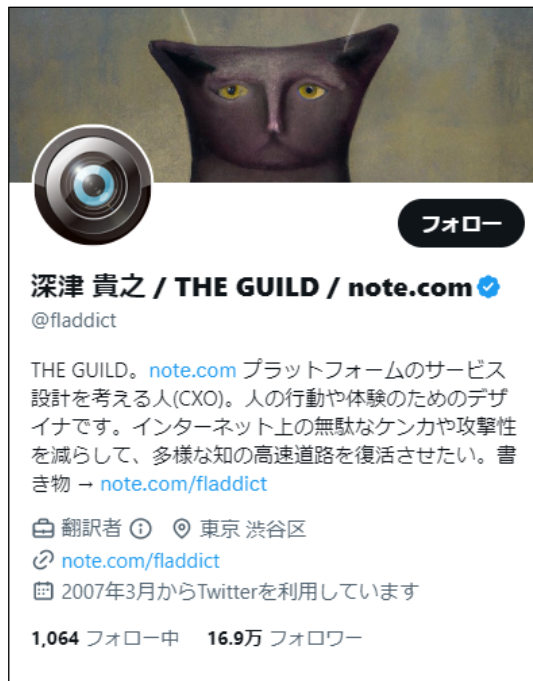 フォロー
深津 貴之 / THE GUILD / note.com
@fladdict
THE GUILD。note.com プラットフォームのサービス
設計を考える人(CXO)。人の行動や体験のためのデザ
イナです。インターネット上の無駄なケンカや攻撃性
を減らして、多様な知の高速道路を復活させたい。書
き物 → note.com/fladdict
翻訳者 東京 渋谷区
note.com/fladdict
2007年3月からTwitterを利用しています
1,064 フォロー中 16.9万 フォロワー